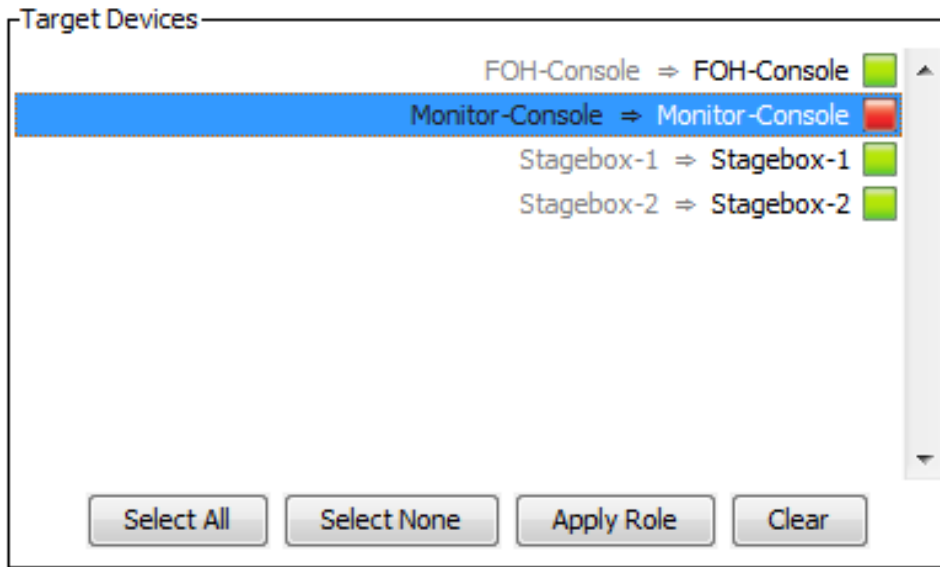 Target Devices
FOH-Console ⇒ FOH-Console
Monitor-Console ⇒ Monitor-Console
Stagebox-1 ⇒ Stagebox-1
Stagebox-2 ⇒ Stagebox-2
Select All Select None Apply Role Clear